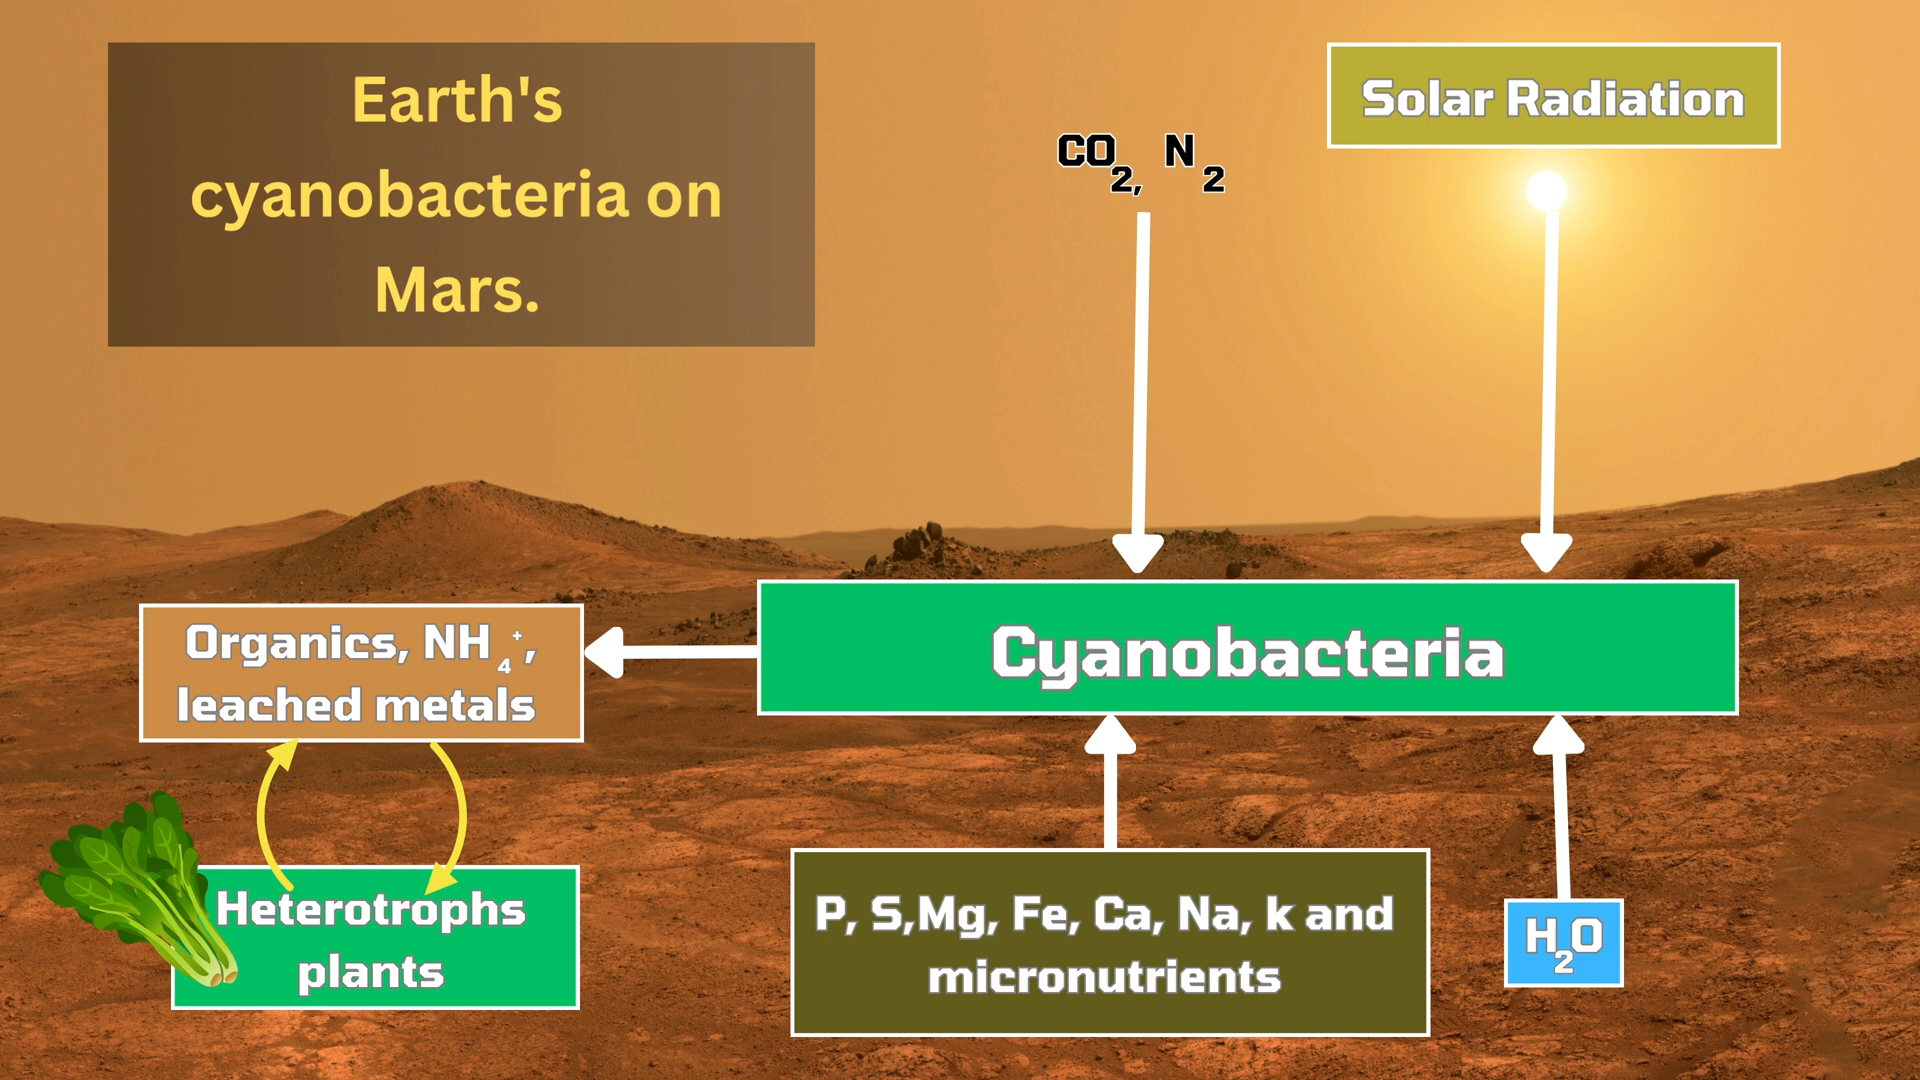 Earth's
cyanobacteria on
Mars.
CO2, N2
Solar Radiation
Cyanobacteria
Organics, NH4+,
leached metals
Heterotrophs
plants
P, S,Mg, Fe, Ca, Na, k and
micronutrients
H2O